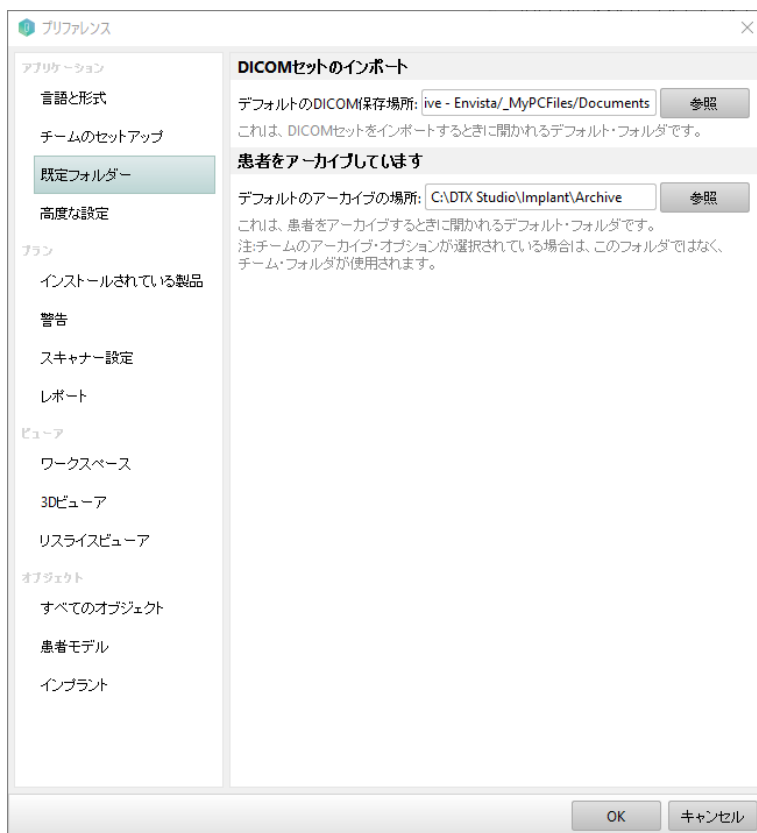 プリファレンス
アプリケーション
言語と形式
チームのセットアップ
既定フォルダー
高度な設定
プラン
インストールされている製品
警告
スキャナー設定
レポート
ビューア
ワークスペース
3Dビューア
リスライスビューア
オブジェクト
すべてのオブジェクト
患者モデル
インプラント
DICOMセットのインポート
デフォルトのDICOM保存場所: ive - Envista/_MyPCFiles/Documents 参照
これは、DICOMセットをインポートするときに開かれるデフォルト・フォルダです。
患者をアーカイブしています
デフォルトのアーカイブの場所: C:\DTX Studio\Implant\Archive 参照
これは、患者をアーカイブするときに開かれるデフォルト・フォルダです。
注:チームのアーカイブ・オプションが選択されている場合は、このフォルダではなく、
チーム・フォルダが使用されます。
OK キャンセル